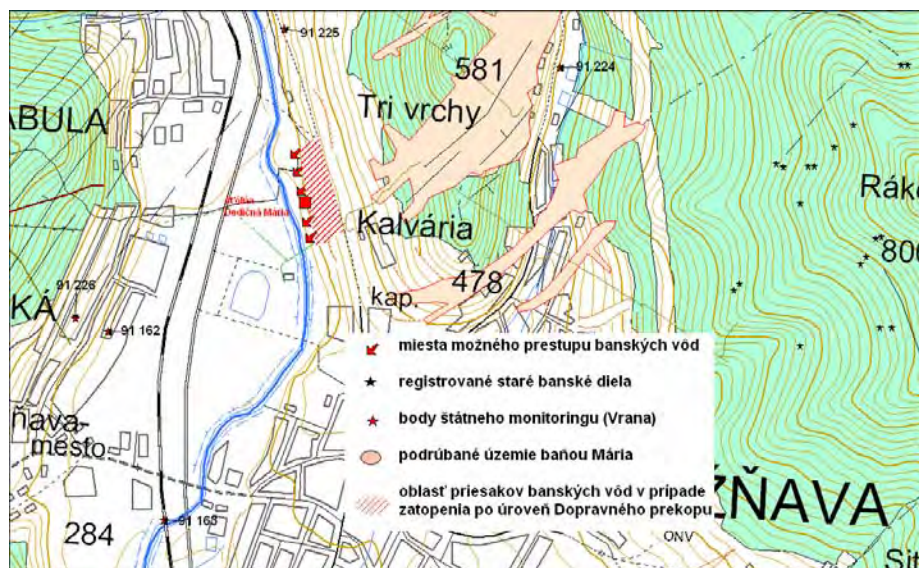 91 225
581
91 224
Tri vrchy
ABULA
Dedičná Mária
Kalvária
Ráko
800
91 226
KÁ
478
kap.
91 162
miesta možného prestupu banských vôd
registrované staré banské diela
body štátneho monitoringu (Vrana)
podrúbané územie baňou Mária
oblasť priesakov banských vôd v prípade
zatopenia po úroveň Dopravného prekopu
ňava-
mesto
ŽŇAVA
91 163
284
ONV
Sit